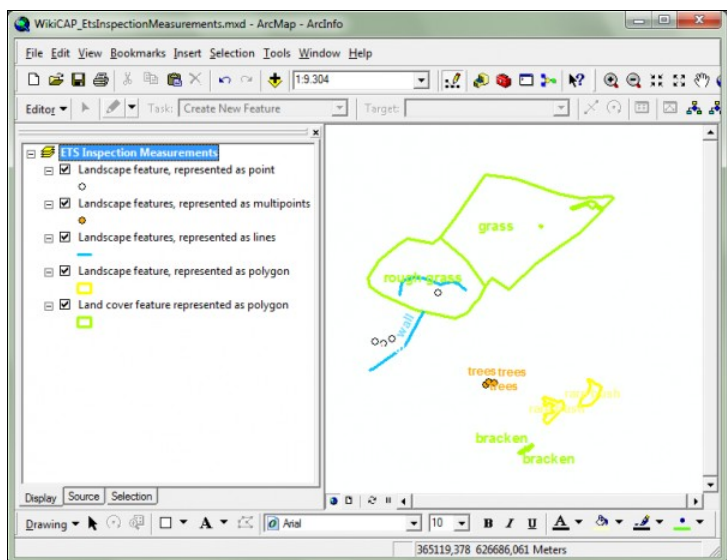 WikiCAP_EtsInspectionMeasurements.mxd - ArcMap - ArcInfo
File Edit View Bookmarks Insert Selection Tools Window Help
1:9.304
Editor Task: Create New Feature Target:
ETS Inspection Measurements
Landscape feature, represented as point
Landscape features, represented as multipoints
Landscape features, represented as lines
Landscape feature, represented as polygon
Land cover feature represented as polygon
grass
rough grass
wall
trees trees
trees
bracken
bracken
Display Source Selection
Drawing A Arial 10 B I U A
365119,378 626686,061 Meters